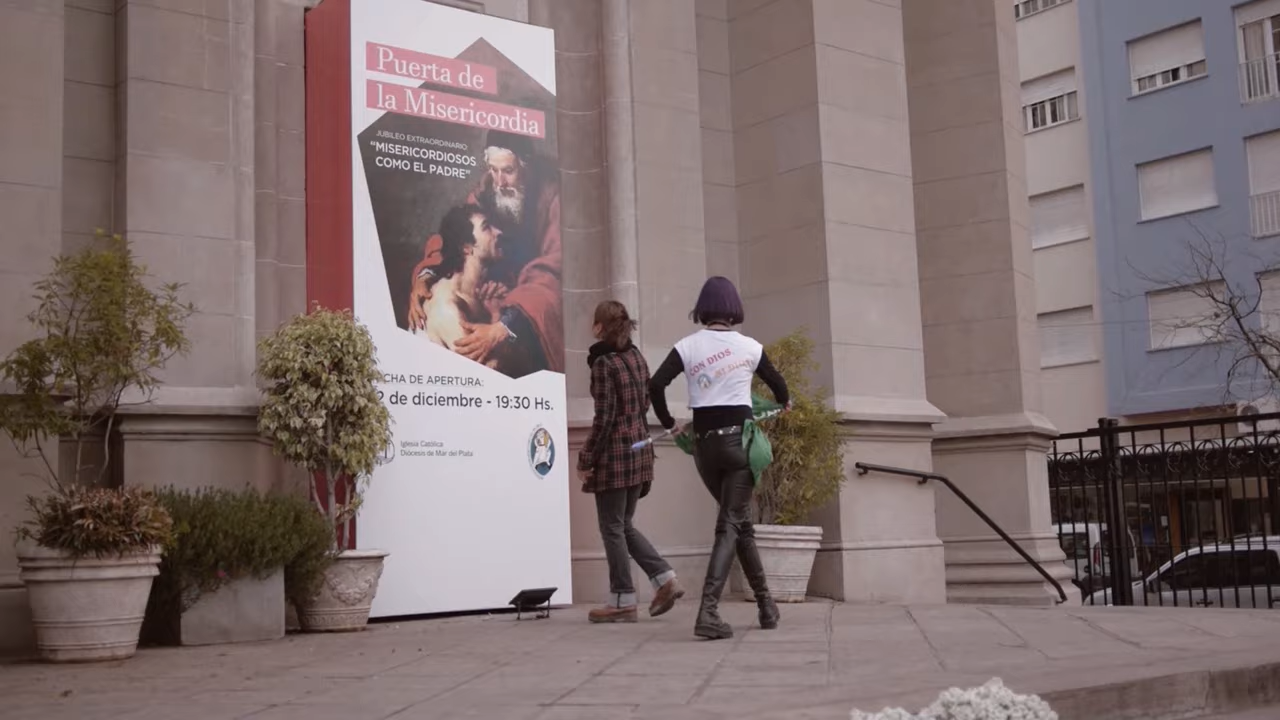 Puerta de
la Misericordia
JUBILEO EXTRAORDINARIO
"MISERICORDIOSOS
COMO EL PADRE"
CHA DE APERTURA:
2 de diciembre - 19:30 Hs.
Iglesia Católica
Diócesis de Mar del Plata
CON DIOS